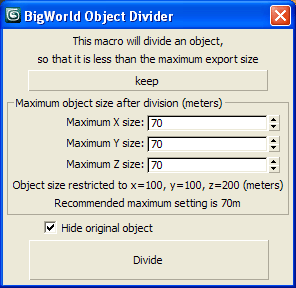 BigWorld Object Divider
This macro will divide an object,
so that it is less than the maximum export size
keep
Maximum object size after division (meters)
Maximum X size: 70
Maximum Y size: 70
Maximum Z size: 70
Object size restricted to x=100, y=100, z=200 (meters)
Recommended maximum setting is 70m
Hide original object
Divide